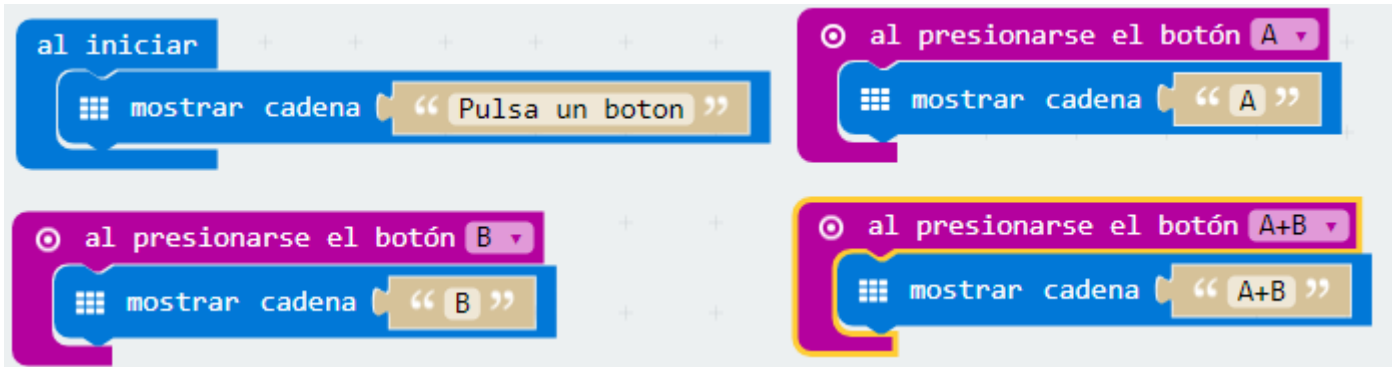 al iniciar
mostrar cadena “ Pulsa un boton ”
al presionarse el botón A
mostrar cadena “ A ”
al presionarse el botón B
mostrar cadena “ B ”
al presionarse el botón A+B
mostrar cadena “ A+B ”